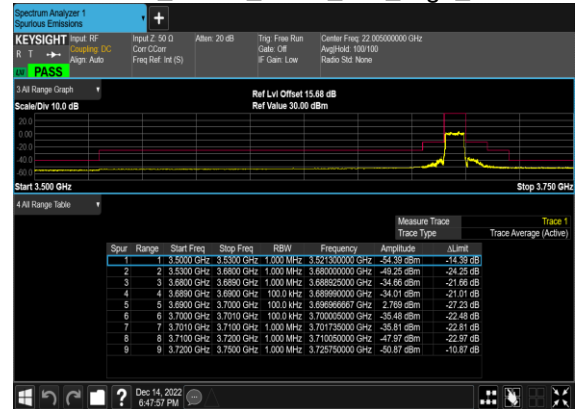 Spectrum Analyzer 1
Spurious Emissions
KEYSIGHT
R T
LVI PASS
Input: RF
Coupling: DC
Align: Auto
Input Z: 50 Ω
Corr CCorr
Freq Ref: Int (S)
Atten: 20 dB
Trig: Free Run
Gate: Off
IF Gain: Low
Center Freq: 22.005000000 GHz
Avg|Hold: 100/100
Radio Std: None
3 All Range Graph
Scale/Div 10.0 dB
Ref Lvl Offset 15.68 dB
Ref Value 30.00 dBm
20.0
0.00
-20.0
-40.0
-60.0
Start 3.500 GHz
Stop 3.750 GHz
4 All Range Table
Measure Trace Trace 1
Trace Type Trace Average (Active)
Spur Range Start Freq Stop Freq RBW Frequency Amplitude ΔLimit
1 1 3.5000 GHz 3.5300 GHz 1.000 MHz 3.521300000 GHz -54.39 dBm -14.39 dB
2 2 3.5300 GHz 3.6800 GHz 1.000 MHz 3.680000000 GHz -49.25 dBm -24.25 dB
3 3 3.6800 GHz 3.6890 GHz 1.000 MHz 3.688925000 GHz -34.66 dBm -21.66 dB
4 4 3.6890 GHz 3.6900 GHz 100.0 kHz 3.689990000 GHz -34.01 dBm -21.01 dB
5 5 3.6900 GHz 3.7000 GHz 100.0 kHz 3.696966667 GHz 2.769 dBm -27.23 dB
6 6 3.7000 GHz 3.7010 GHz 100.0 kHz 3.700005000 GHz -35.48 dBm -22.48 dB
7 7 3.7010 GHz 3.7100 GHz 1.000 MHz 3.701735000 GHz -35.81 dBm -22.81 dB
8 8 3.7100 GHz 3.7200 GHz 1.000 MHz 3.711050000 GHz -47.97 dBm -22.97 dB
9 9 3.7200 GHz 3.7500 GHz 1.000 MHz 3.725750000 GHz -50.87 dBm -10.87 dB
Dec 14, 2022
6:47:57 PM